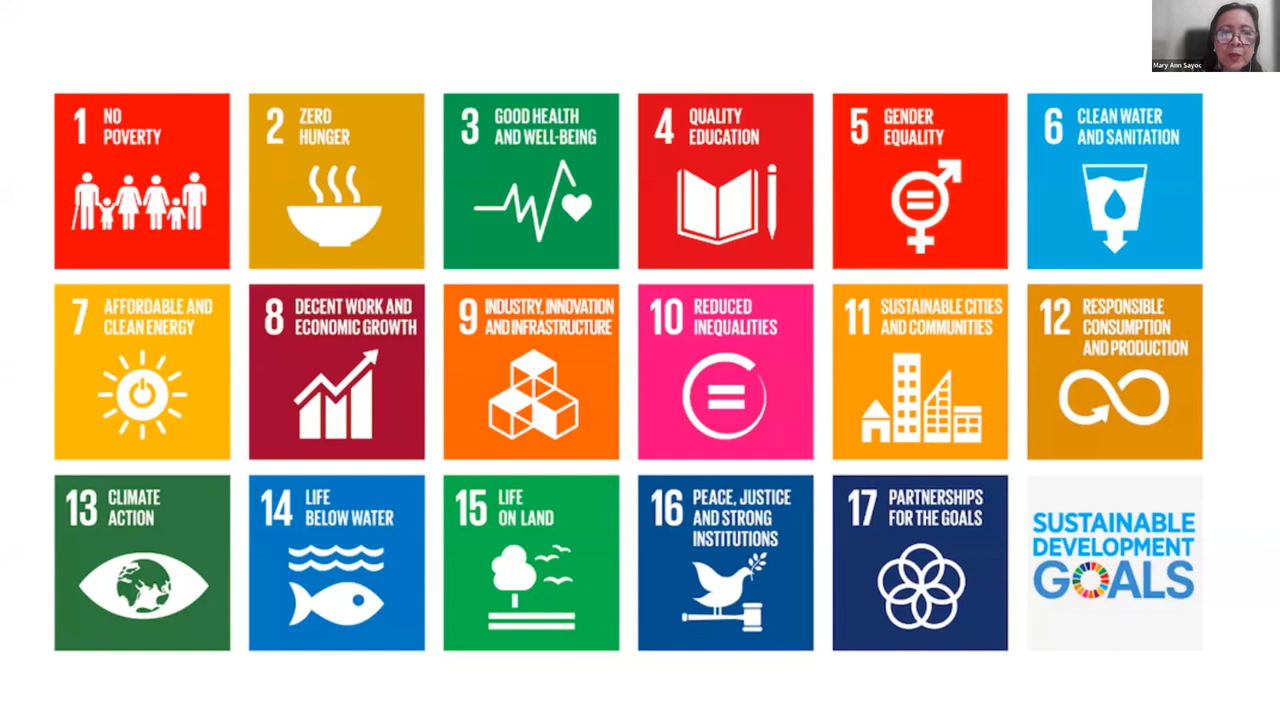 Mary Ann Sayoc
1 NO
POVERTY
2 ZERO
HUNGER
3 GOOD HEALTH
AND WELL-BEING
4 QUALITY
EDUCATION
5 GENDER
EQUALITY
6 CLEAN WATER
AND SANITATION
7 AFFORDABLE AND
CLEAN ENERGY
8 DECENT WORK AND
ECONOMIC GROWTH
9 INDUSTRY, INNOVATION
AND INFRASTRUCTURE
10 REDUCED
INEQUALITIES
11 SUSTAINABLE CITIES
AND COMMUNITIES
12 RESPONSIBLE
CONSUMPTION
AND PRODUCTION
13 CLIMATE
ACTION
14 LIFE
BELOW WATER
15 LIFE
ON LAND
16 PEACE, JUSTICE
AND STRONG
INSTITUTIONS
17 PARTNERSHIPS
FOR THE GOALS
SUSTAINABLE
DEVELOPMENT
GOALS